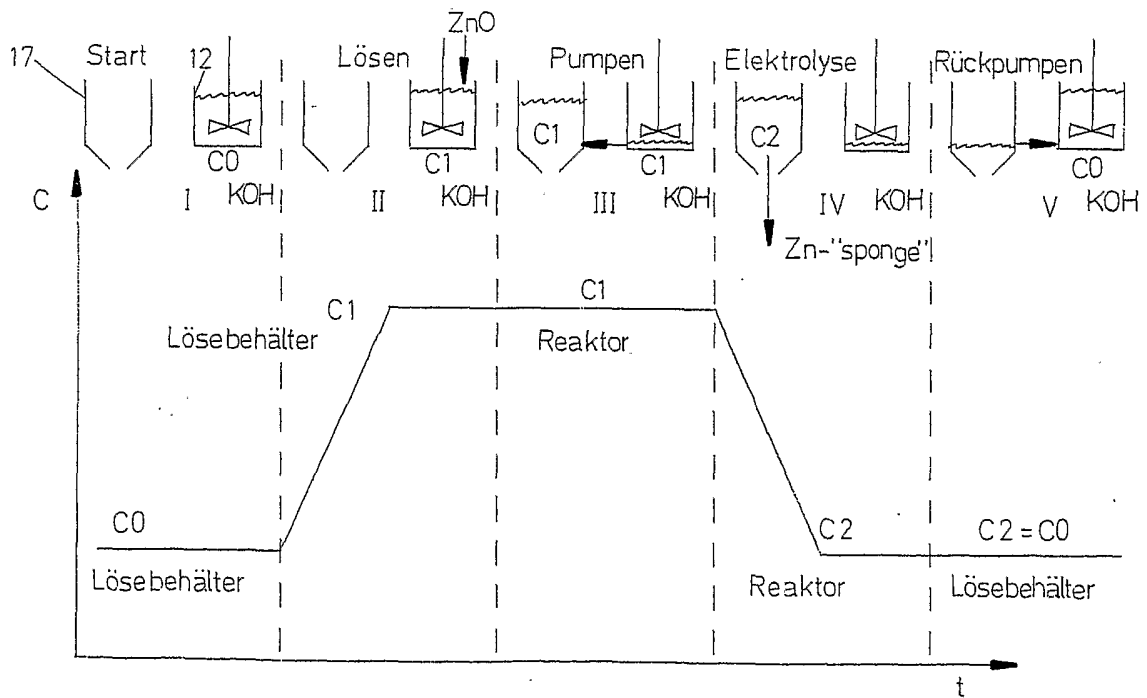 ZnO
17 Start 12 Lösen Pumpen Elektrolyse Rückpumpen
C1 C2
C0 C1 C1 C0
C I KOH II KOH III KOH IV KOH V KOH
Zn-"sponge"
C1 C1
Lösebehälter Reaktor
C0 C2 C2=C0
Lösebehälter Reaktor Lösebehälter
t